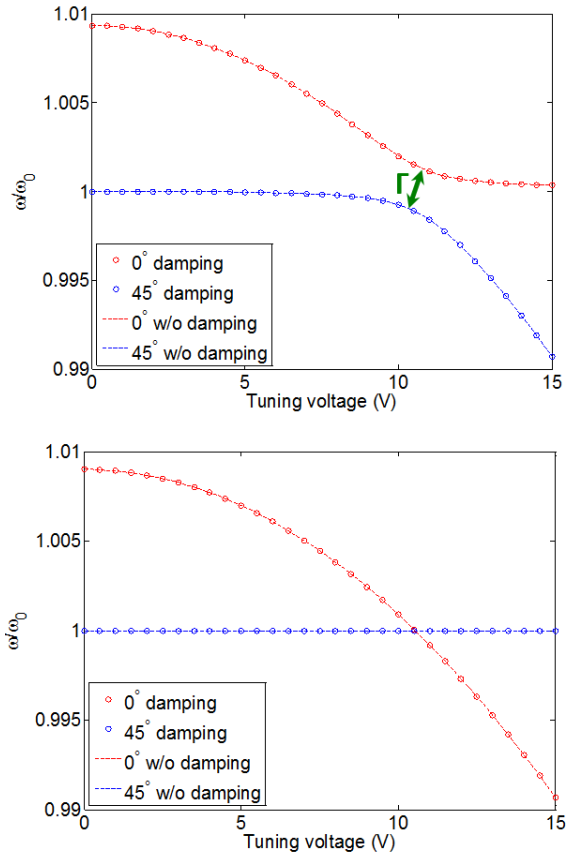 1.01
1.005
1
0.995
0.99
ω/ω0
Γ
0° damping
45° damping
0° w/o damping
45° w/o damping
0 5 10 15
Tuning voltage (V)
1.01
1.005
1
0.995
0.99
ω/ω0
0° damping
45° damping
0° w/o damping
45° w/o damping
0 5 10 15
Tuning voltage (V)